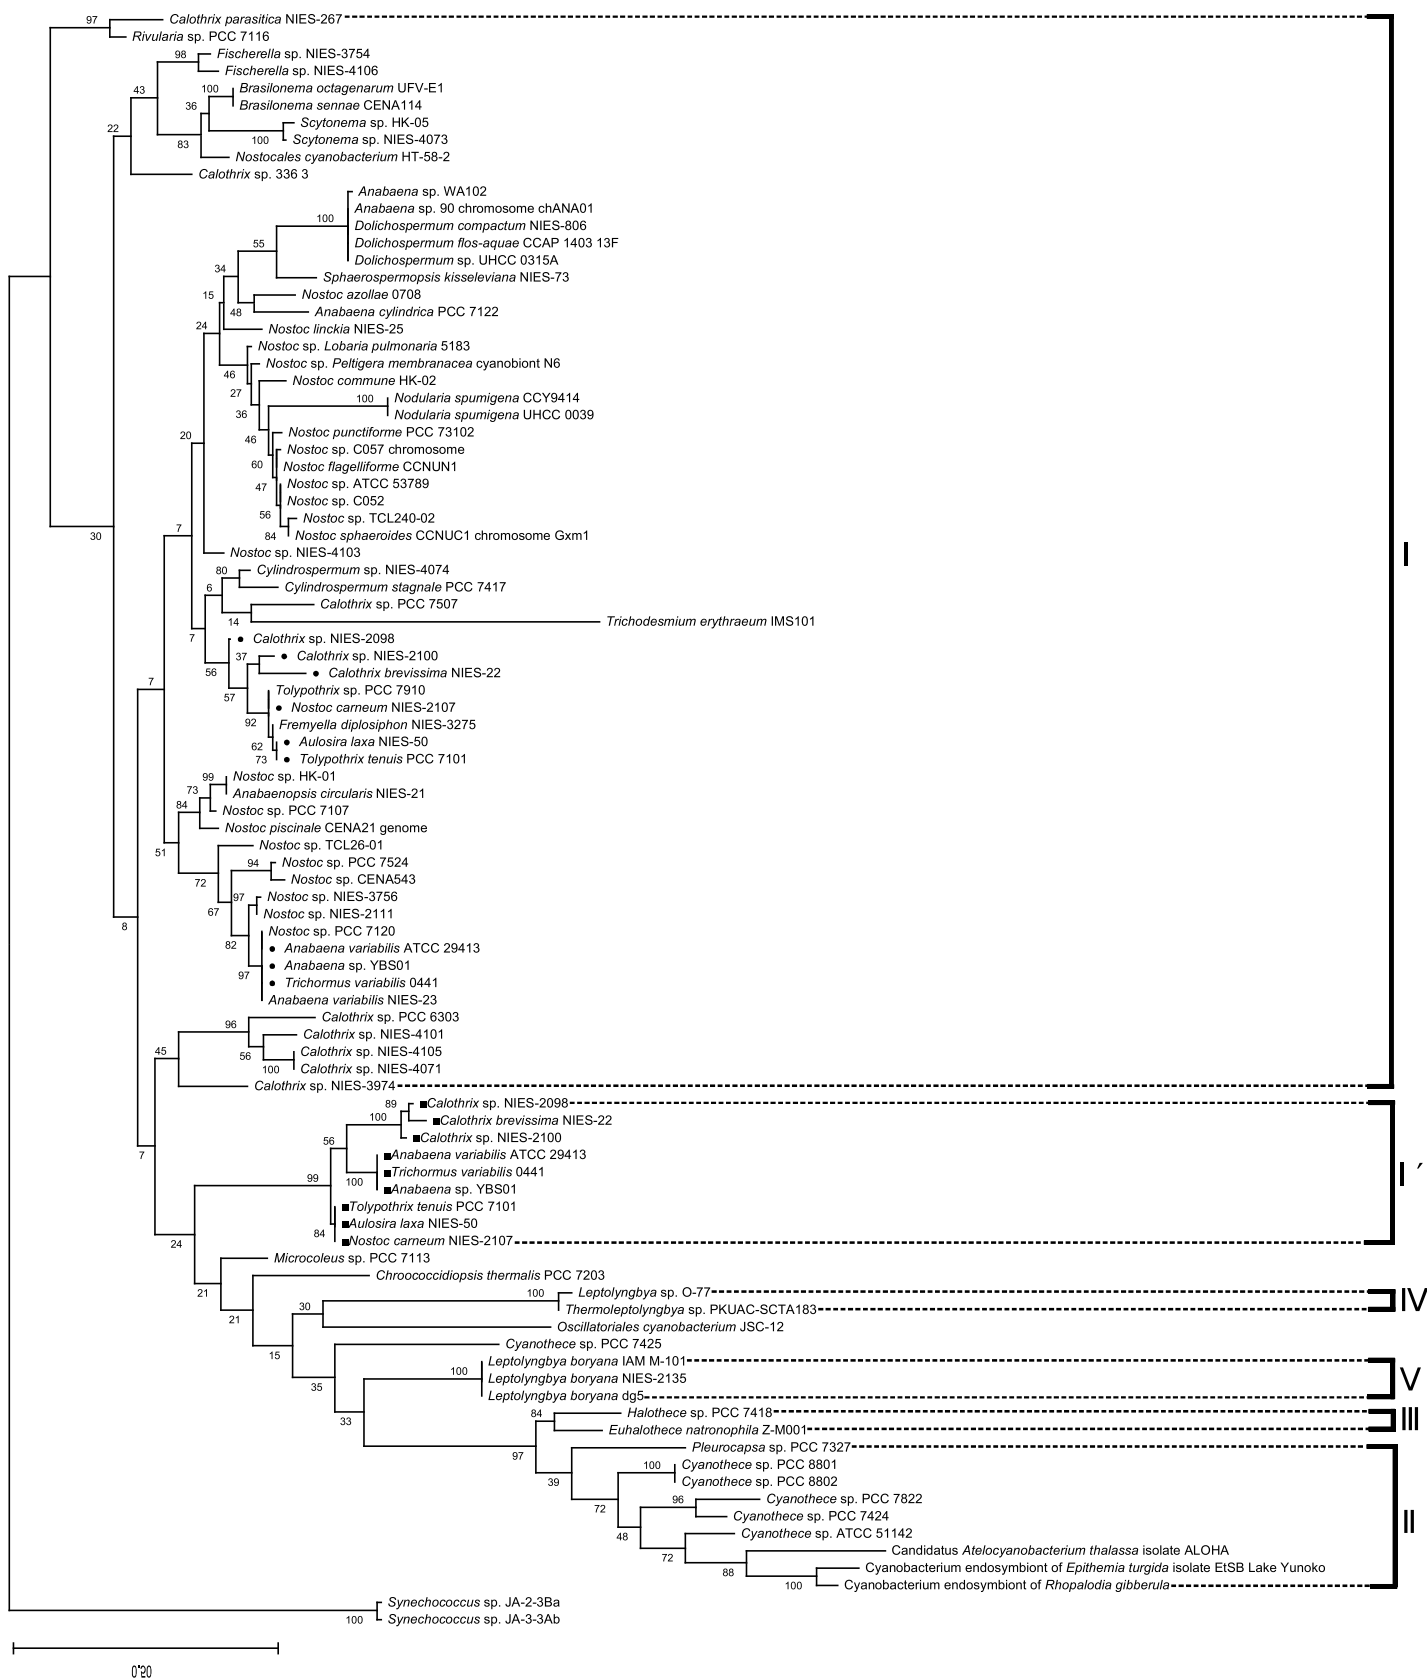 97
Calothrix parasitica NIES-267
Rivularia sp. PCC 7116
98
Fischerella sp. NIES-3754
Fischerella sp. NIES-4106
43
100
Brasilonema octagenarum UFV-E1
36
Brasilonema sennae CENA114
Scytonema sp. HK-05
22
100
Scytonema sp. NIES-4073
83
Nostocales cyanobacterium HT-58-2
Calothrix sp. 336 3
Anabaena sp. WA102
Anabaena sp. 90 chromosome chANA01
100
Dolichospermum compactum NIES-806
55
Dolichospermum flos-aquae CCAP 1403 13F
Dolichospermum sp. UHCC 0315A
34
Sphaerospermopsis kisseleviana NIES-73
15
Nostoc azollae 0708
48
Anabaena cylindrica PCC 7122
24
Nostoc linckia NIES-25
Nostoc sp. Lobaria pulmonaria 5183
46
Nostoc sp. Peltigera membranacea cyanobiont N6
27
Nostoc commune HK-02
100
Nodularia spumigena CCY9414
36
Nodularia spumigena UHCC 0039
20
46
Nostoc punctiforme PCC 73102
Nostoc sp. C057 chromosome
60
Nostoc flagelliforme CCNUN1
47
Nostoc sp. ATCC 53789
Nostoc sp. C052
56
Nostoc sp. TCL240-02
7
84
Nostoc sphaeroides CCNUC1 chromosome Gxm1
30
Nostoc sp. NIES-4103
I
80
Cylindrospermum sp. NIES-4074
6
Cylindrospermum stagnale PCC 7417
Calothrix sp. PCC 7507
14
Trichodesmium erythraeum IMS101
7
Calothrix sp. NIES-2098
37
Calothrix sp. NIES-2100
56
Calothrix brevissima NIES-22
7
57
Tolypothrix sp. PCC 7910
Nostoc carneum NIES-2107
92
Fremyella diplosiphon NIES-3275
62
Aulosira laxa NIES-50
73
Tolypothrix tenuis PCC 7101
99
Nostoc sp. HK-01
73
Anabaenopsis circularis NIES-21
84
Nostoc sp. PCC 7107
Nostoc piscinale CENA21 genome
51
Nostoc sp. TCL26-01
94
Nostoc sp. PCC 7524
72
Nostoc sp. CENA543
97
Nostoc sp. NIES-3756
67
Nostoc sp. NIES-2111
8
Nostoc sp. PCC 7120
82
Anabaena variabilis ATCC 29413
Anabaena sp. YBS01
97
Trichormus variabilis 0441
Anabaena variabilis NIES-23
96
Calothrix sp. PCC 6303
Calothrix sp. NIES-4101
45
56
Calothrix sp. NIES-4105
100
Calothrix sp. NIES-4071
Calothrix sp. NIES-3974
89
Calothrix sp. NIES-2098
100
Calothrix brevissima NIES-22
56
Calothrix sp. NIES-2100
7
Anabaena variabilis ATCC 29413
I ´
99
100
Trichormus variabilis 0441
Anabaena sp. YBS01
Tolypothrix tenuis PCC 7101
84
Aulosira laxa NIES-50
24
Nostoc carneum NIES-2107
Microcoleus sp. PCC 7113
21
Chroococcidiopsis thermalis PCC 7203
100
Leptolyngbya sp. O-77
IV
30
Thermoleptolyngbya sp. PKUAC-SCTA183
21
Oscillatoriales cyanobacterium JSC-12
15
Cyanothece sp. PCC 7425
Leptolyngbya boryana IAM M-101
100
Leptolyngbya boryana NIES-2135
V
35
Leptolyngbya boryana dg5
84
Halothece sp. PCC 7418
III
33
Euhalothece natronophila Z-M001
97
Pleurocapsa sp. PCC 7327
100
Cyanothece sp. PCC 8801
39
Cyanothece sp. PCC 8802
96
Cyanothece sp. PCC 7822
72
Cyanothece sp. PCC 7424
II
48
Cyanothece sp. ATCC 51142
72
Candidatus Atelocyanobacterium thalassa isolate ALOHA
88
Cyanobacterium endosymbiont of Epithemia turgida isolate EtSB Lake Yunoko
100
Cyanobacterium endosymbiont of Rhopalodia gibberula
Synechococcus sp. JA-2-3Ba
100
Synechococcus sp. JA-3-3Ab
0.50